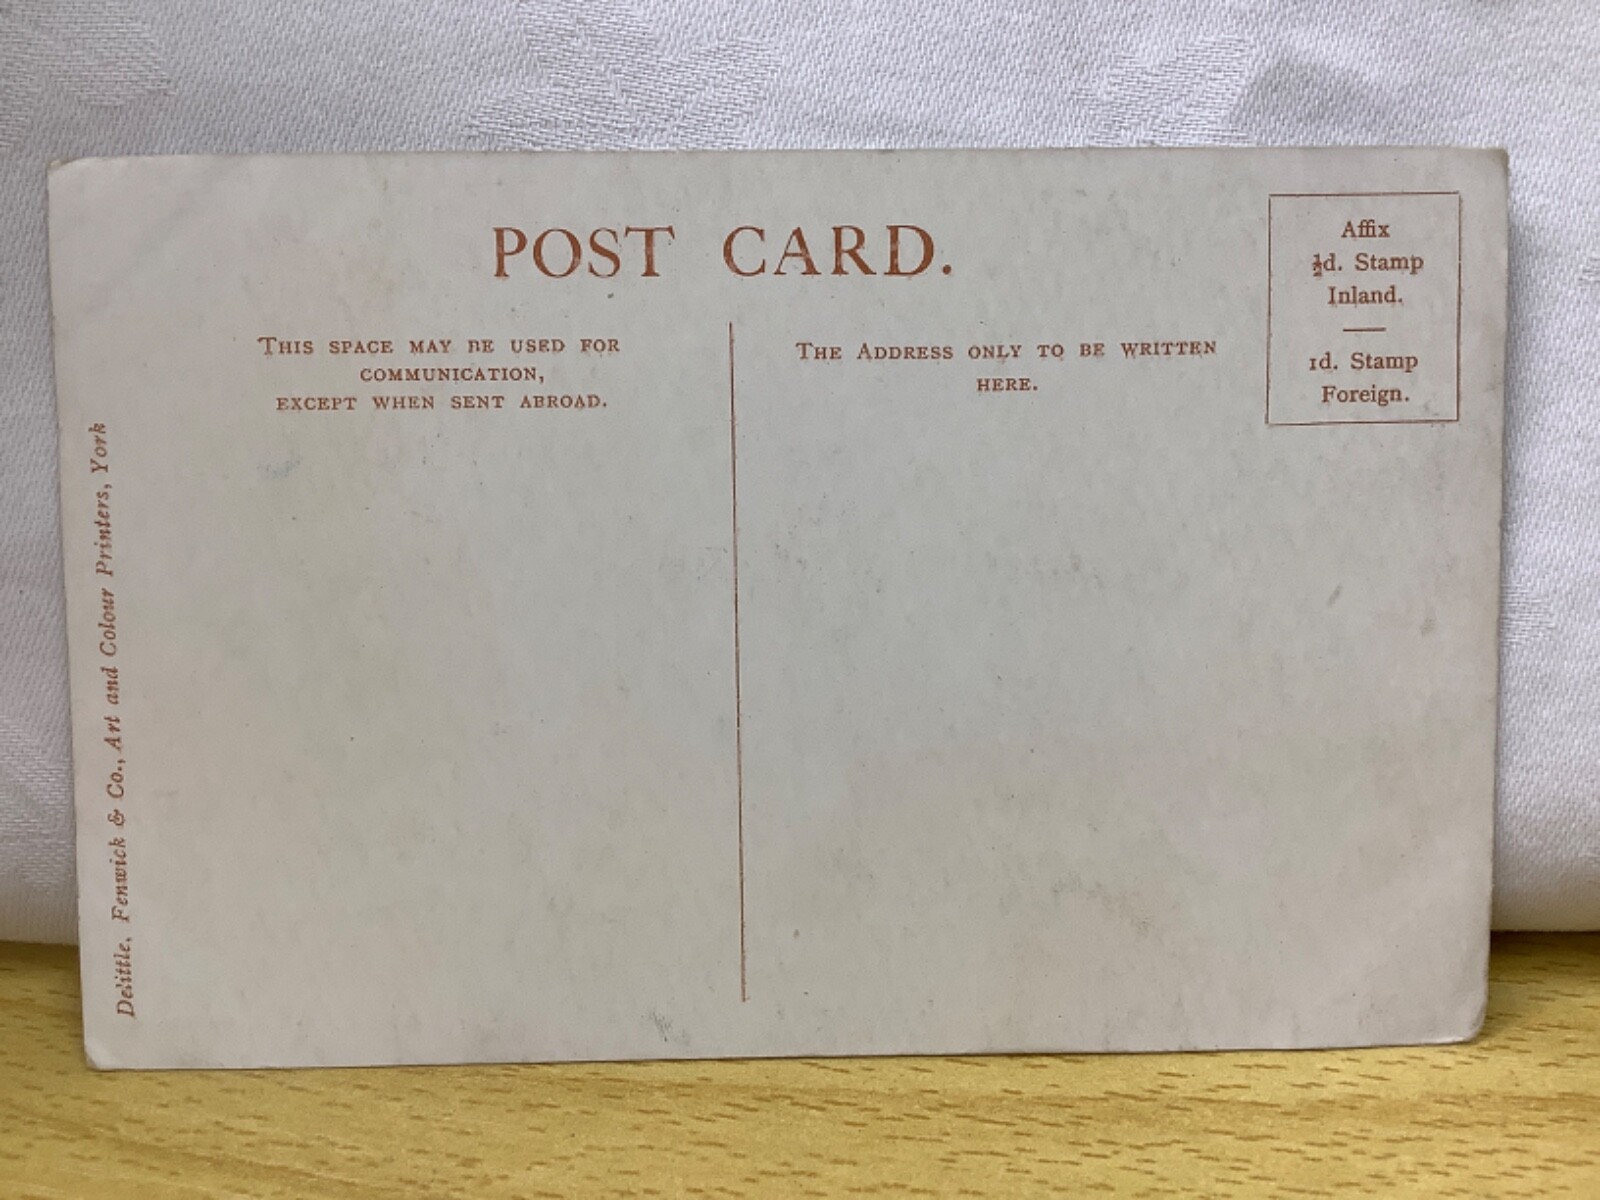 POST CARD.
Affix
½d. Stamp
Inland.
1d. Stamp
Foreign.
THIS SPACE MAY BE USED FOR
COMMUNICATION,
EXCEPT WHEN SENT ABROAD.
THE ADDRESS ONLY TO BE WRITTEN
HERE.
Delittle, Fenwick & Co., Art and Colour Printers, York